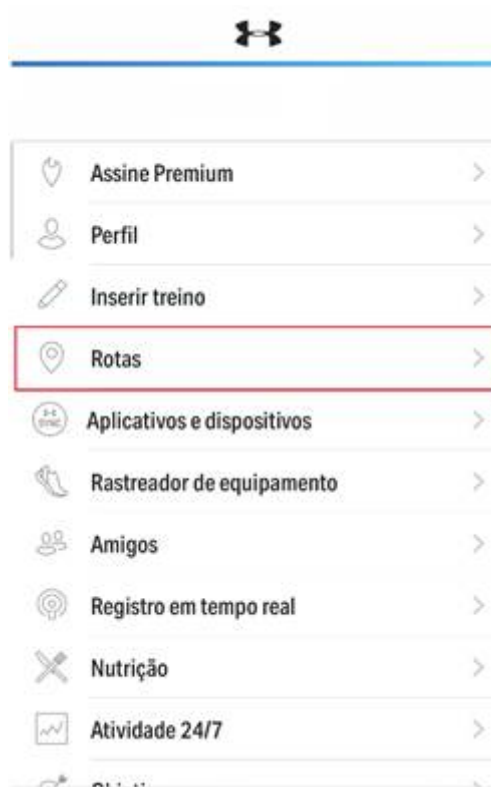 Assine Premium
Perfil
Inserir treino
Rotas
Aplicativos e dispositivos
Rastreador de equipamento
Amigos
Registro em tempo real
Nutrição
Atividade 24/7